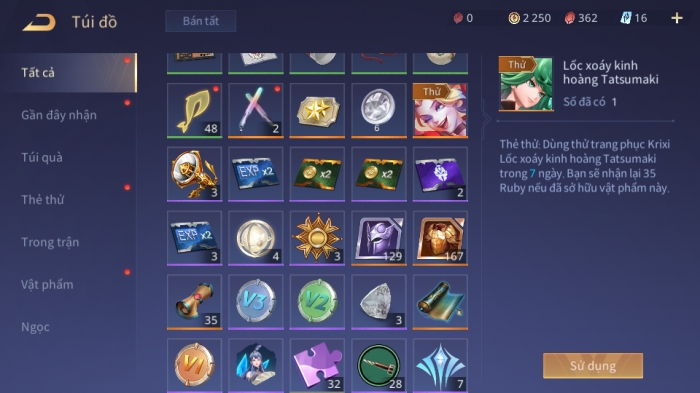 Túi đồ
Bán tất
0
2 250
362
16
Tất cả
Gần đây nhận
Túi quà
Thẻ thử
Trong trận
Vật phẩm
Ngọc
48
2
6
Thử
3
EXP x2
x2
x2
2
EXP x2
3
4
3
129
167
35
V3
V2
3
V1
32
28
7
Thử
Lốc xoáy kinh
hoàng Tatsumaki
Số đã có 1
Thẻ thử: Dùng thử trang phục Krixi
Lốc xoáy kinh hoàng Tatsumaki
trong 7 ngày. Bạn sẽ nhận lại 35
Ruby nếu đã sở hữu vật phẩm này.
Sử dụng